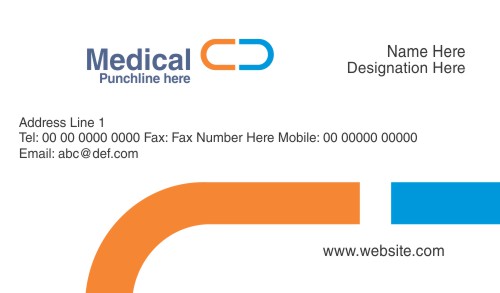 Medical
Punchline here
Name Here
Designation Here
Address Line 1
Tel: 00 00 0000 0000 Fax: Fax Number Here Mobile: 00 00000 00000
Email: abc@def.com
www.website.com